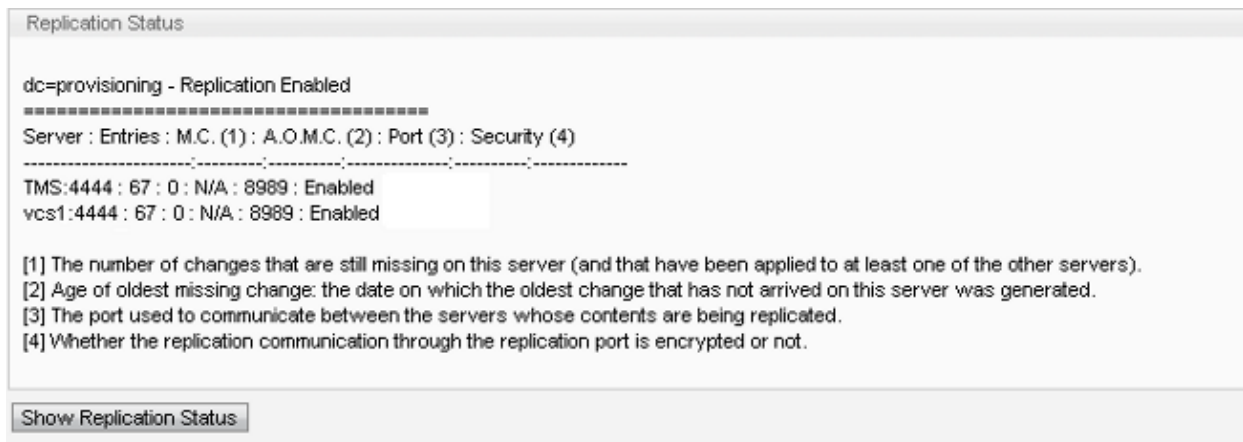 Replication Status
dc=provisioning - Replication Enabled
=====================================
Server : Entries : M.C. (1) : A.O.M.C. (2) : Port (3) : Security (4)
-----------------------:---------:----------:--------------:----------:-------------
TMS:4444 : 67 : 0 : N/A : 8989 : Enabled
vcs1:4444 : 67 : 0 : N/A : 8989 : Enabled
[1] The number of changes that are still missing on this server (and that have been applied to at least one of the other servers).
[2] Age of oldest missing change: the date on which the oldest change that has not arrived on this server was generated.
[3] The port used to communicate between the servers whose contents are being replicated.
[4] Whether the replication communication through the replication port is encrypted or not.
Show Replication Status